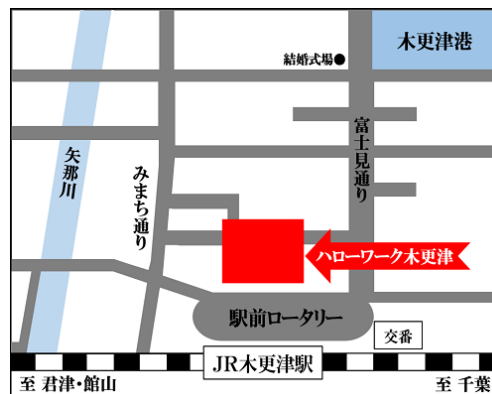 木更津港
結婚式場●
富士見通り
矢那川
みまち通り
ハローワーク木更津
駅前ロータリー
交番
JR木更津駅
至 君津・館山
至 千葉